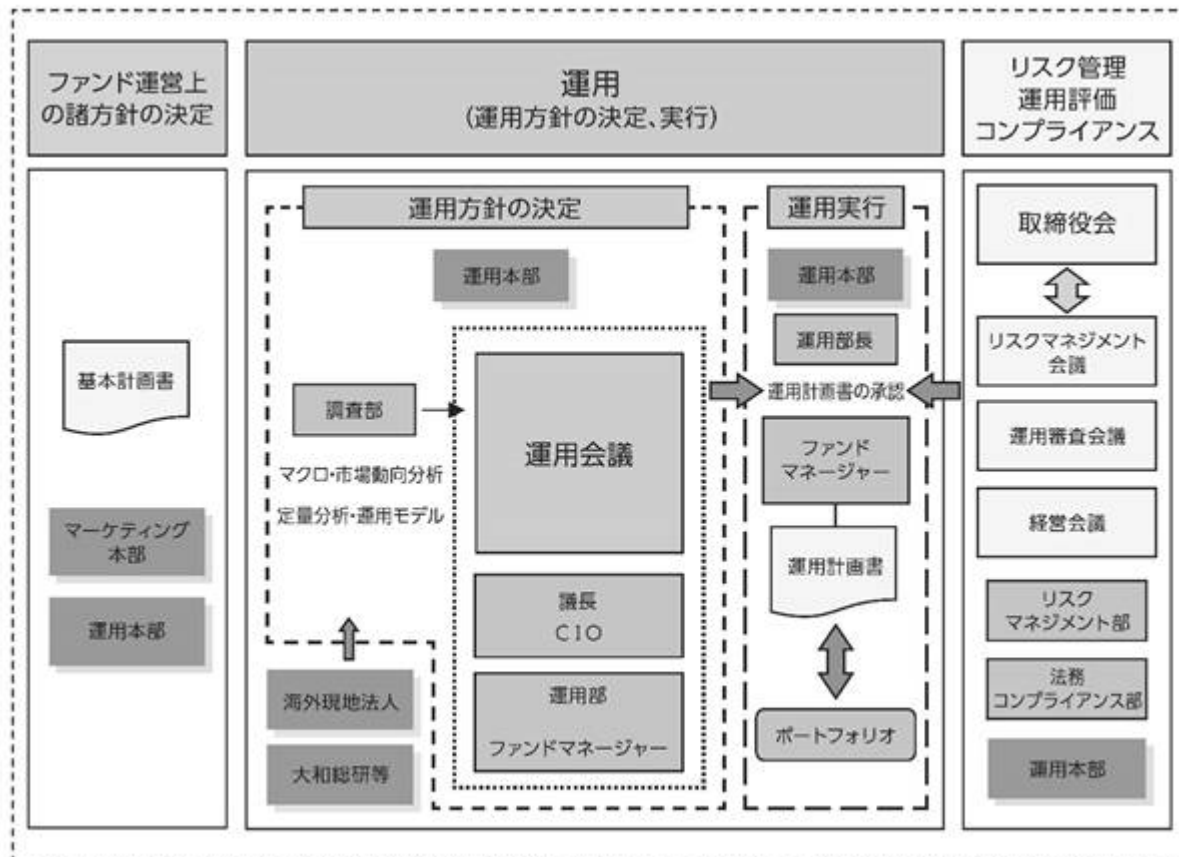 ファンド運営上
の諸方針の決定
運用
(運用方針の決定、実行)
リスク管理
運用評価
コンプライアンス
基本計画書
マーケティング
本部
運用本部
運用方針の決定
運用本部
調査部
マクロ・市場動向分析
定量分析・運用モデル
海外現地法人
大和総研等
運用会議
議長
CIO
運用部
ファンドマネージャー
運用実行
運用本部
運用部長
運用計画書の承認
ファンド
マネージャー
運用計画書
ポートフォリオ
取締役会
リスクマネジメント
会議
運用審査会議
経営会議
リスク
マネジメント部
法務
コンプライアンス部
運用本部